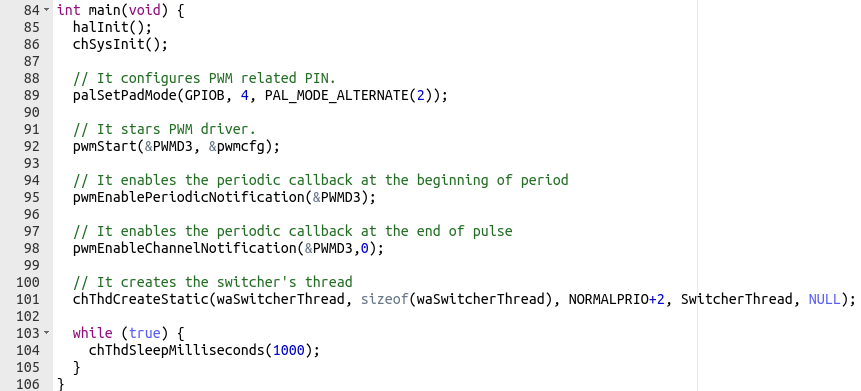 84 int main(void) {
85   halInit();
86   chSysInit();
87
88   // It configures PWM related PIN.
89   palSetPadMode(GPIOB, 4, PAL_MODE_ALTERNATE(2));
90
91   // It stars PWM driver.
92   pwmStart(&PWMD3, &pwmcfg);
93
94   // It enables the periodic callback at the beginning of period
95   pwmEnablePeriodicNotification(&PWMD3);
96
97   // It enables the periodic callback at the end of pulse
98   pwmEnableChannelNotification(&PWMD3,0);
99
100   // It creates the switcher's thread
101   chThdCreateStatic(waSwitcherThread, sizeof(waSwitcherThread), NORMALPRIO+2, SwitcherThread, NULL);
102
103   while (true) {
104     chThdSleepMilliseconds(1000);
105   }
106 }